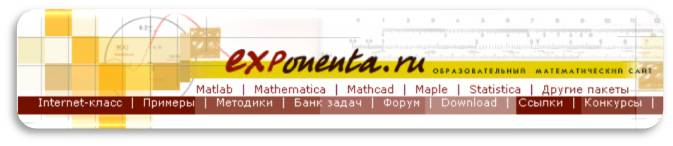 exponenta.ru
ОБРАЗОВАТЕЛЬНЫЙ МАТЕМАТИЧЕСКИЙ САЙТ
Matlab | Mathematica | Mathcad | Maple | Statistica | Другие пакеты
Internet-класс | Примеры | Методики | Банк задач | Форум | Download | Ссылки | Конкурсы |